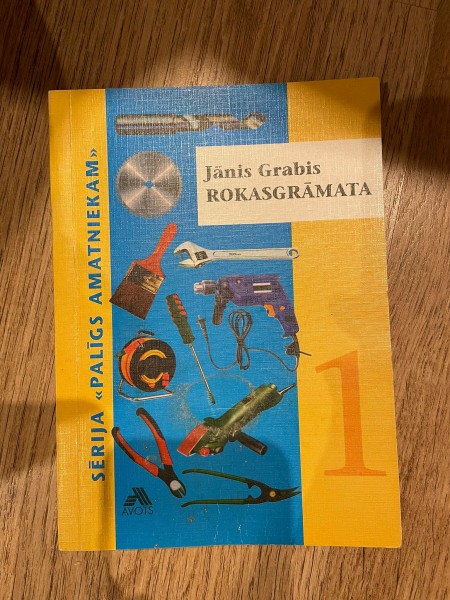 Jānis Grabis
ROKASGRĀMATA
SĒRIJA «PALĪGS AMATNIEKAM»
1
AVOTS